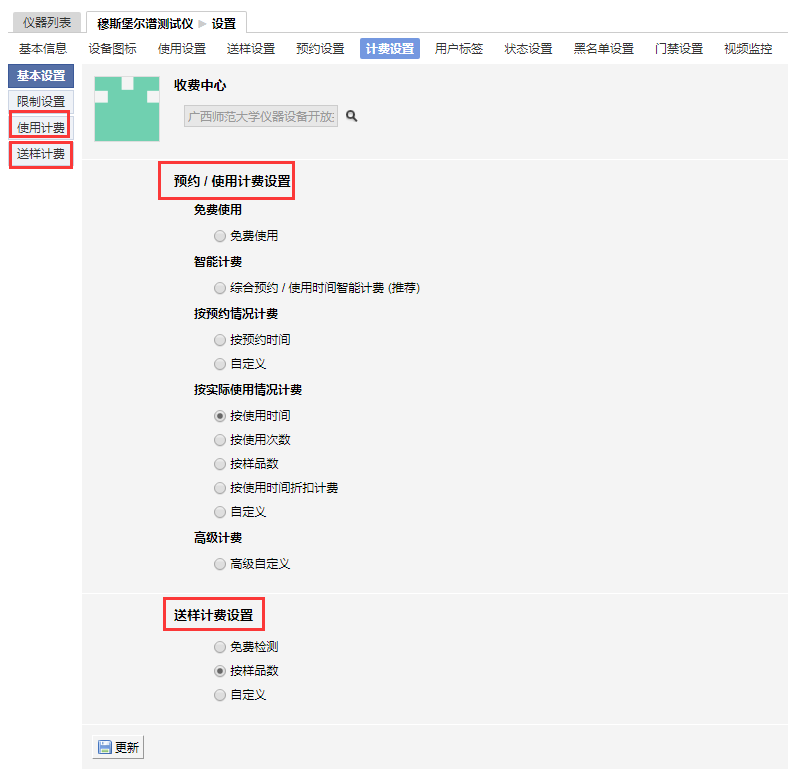 仪器列表 穆斯堡尔谱测试仪 ▶ 设置
基本信息 设备图标 使用设置 送样设置 预约设置 计费设置 用户标签 状态设置 黑名单设置 门禁设置 视频监控
基本设置
限制设置
使用计费
送样计费
收费中心
广西师范大学仪器设备开放
预约 / 使用计费设置
免费使用
免费使用
智能计费
综合预约 / 使用时间智能计费 (推荐)
按预约情况计费
按预约时间
自定义
按实际使用情况计费
按使用时间
按使用次数
按样品数
按使用时间折扣计费
自定义
高级计费
高级自定义
送样计费设置
免费检测
按样品数
自定义
更新